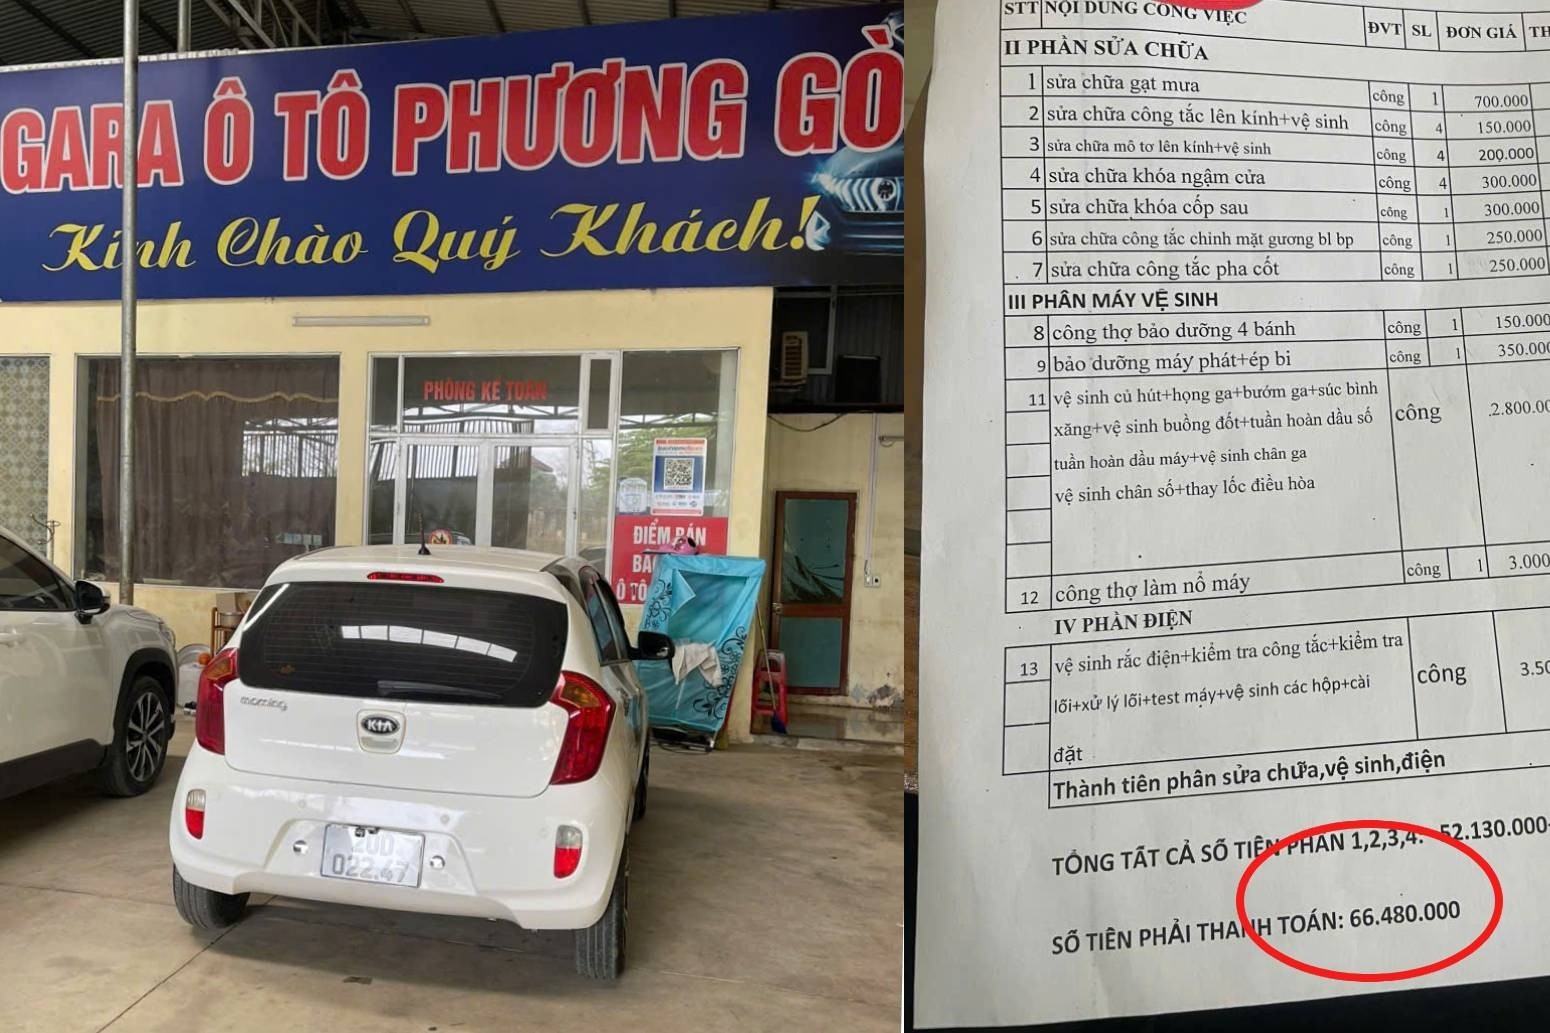 GARA Ô TÔ PHƯƠNG GÒ
Kính Chào Quý Khách!
PHÒNG KẾ TOÁN
ĐIỂM BÁN
Ô TÔ
morning
KIA
20D
022.47
STT NỘI DUNG CÔNG VIỆC ĐVT SL ĐƠN GIÁ TH
II PHẦN SỬA CHỮA
1 sửa chữa gạt mưa công 1 700.000
2 sửa chữa công tắc lên kính+vệ sinh công 4 150.000
3 sửa chữa mô tơ lên kính+vệ sinh công 4 200.000
4 sửa chữa khóa ngậm cửa công 4 300.000
5 sửa chữa khóa cốp sau công 1 300.000
6 sửa chữa công tắc chỉnh mặt gương bl bp công 1 250.000
7 sửa chữa công tắc pha cốt công 1 250.000
III PHÂN MÁY VỆ SINH
8 công thợ bảo dưỡng 4 bánh công 1 150.000
9 bảo dưỡng máy phát+ép bi công 1 350.000
11 vệ sinh củ hút+họng ga+bướm ga+súc bình
xăng+vệ sinh buồng đốt+tuần hoàn dầu số công 2.800.00
tuần hoàn dầu máy+vệ sinh chân ga
vệ sinh chân số+thay lốc điều hòa
12 công thợ làm nổ máy công 1 3.000
IV PHẦN ĐIỆN
13 vệ sinh rắc điện+kiểm tra công tắc+kiểm tra
lỗi+xử lý lỗi+test máy+vệ sinh các hộp+cài công 3.50
đặt
Thành tiên phân sửa chữa,vệ sinh,điện
TỔNG TẤT CẢ SỐ TIỀN PHẦN 1,2,3,4: 52.130.000
SỐ TIỀN PHẢI THANH TOÁN: 66.480.000